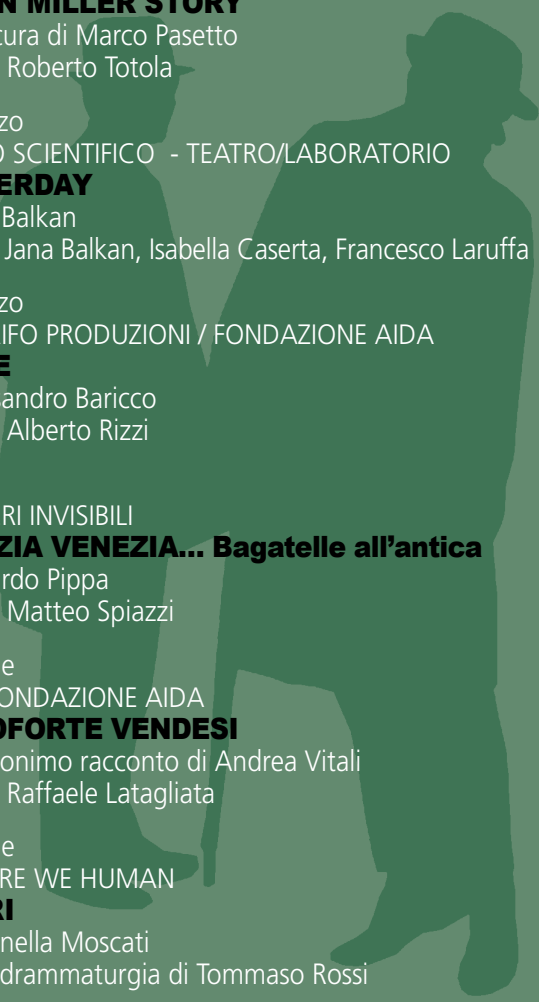 N MILLER STORY
tura di Marco Pasetto
Roberto Totola
zo
O SCIENTIFICO - TEATRO/LABORATORIO
ERDAY
Balkan
Jana Balkan, Isabella Caserta, Francesco Laruffa
zo
RIFO PRODUZIONI / FONDAZIONE AIDA
E
sandro Baricco
Alberto Rizzi
RI INVISIBILI
ZIA VENEZIA... Bagatelle all’antica
rdo Pippa
Matteo Spiazzi
e
ONDAZIONE AIDA
OFORTE VENDESI
onimo racconto di Andrea Vitali
Raffaele Latagliata
e
RE WE HUMAN
RI
nella Moscati
drammaturgia di Tommaso Rossi